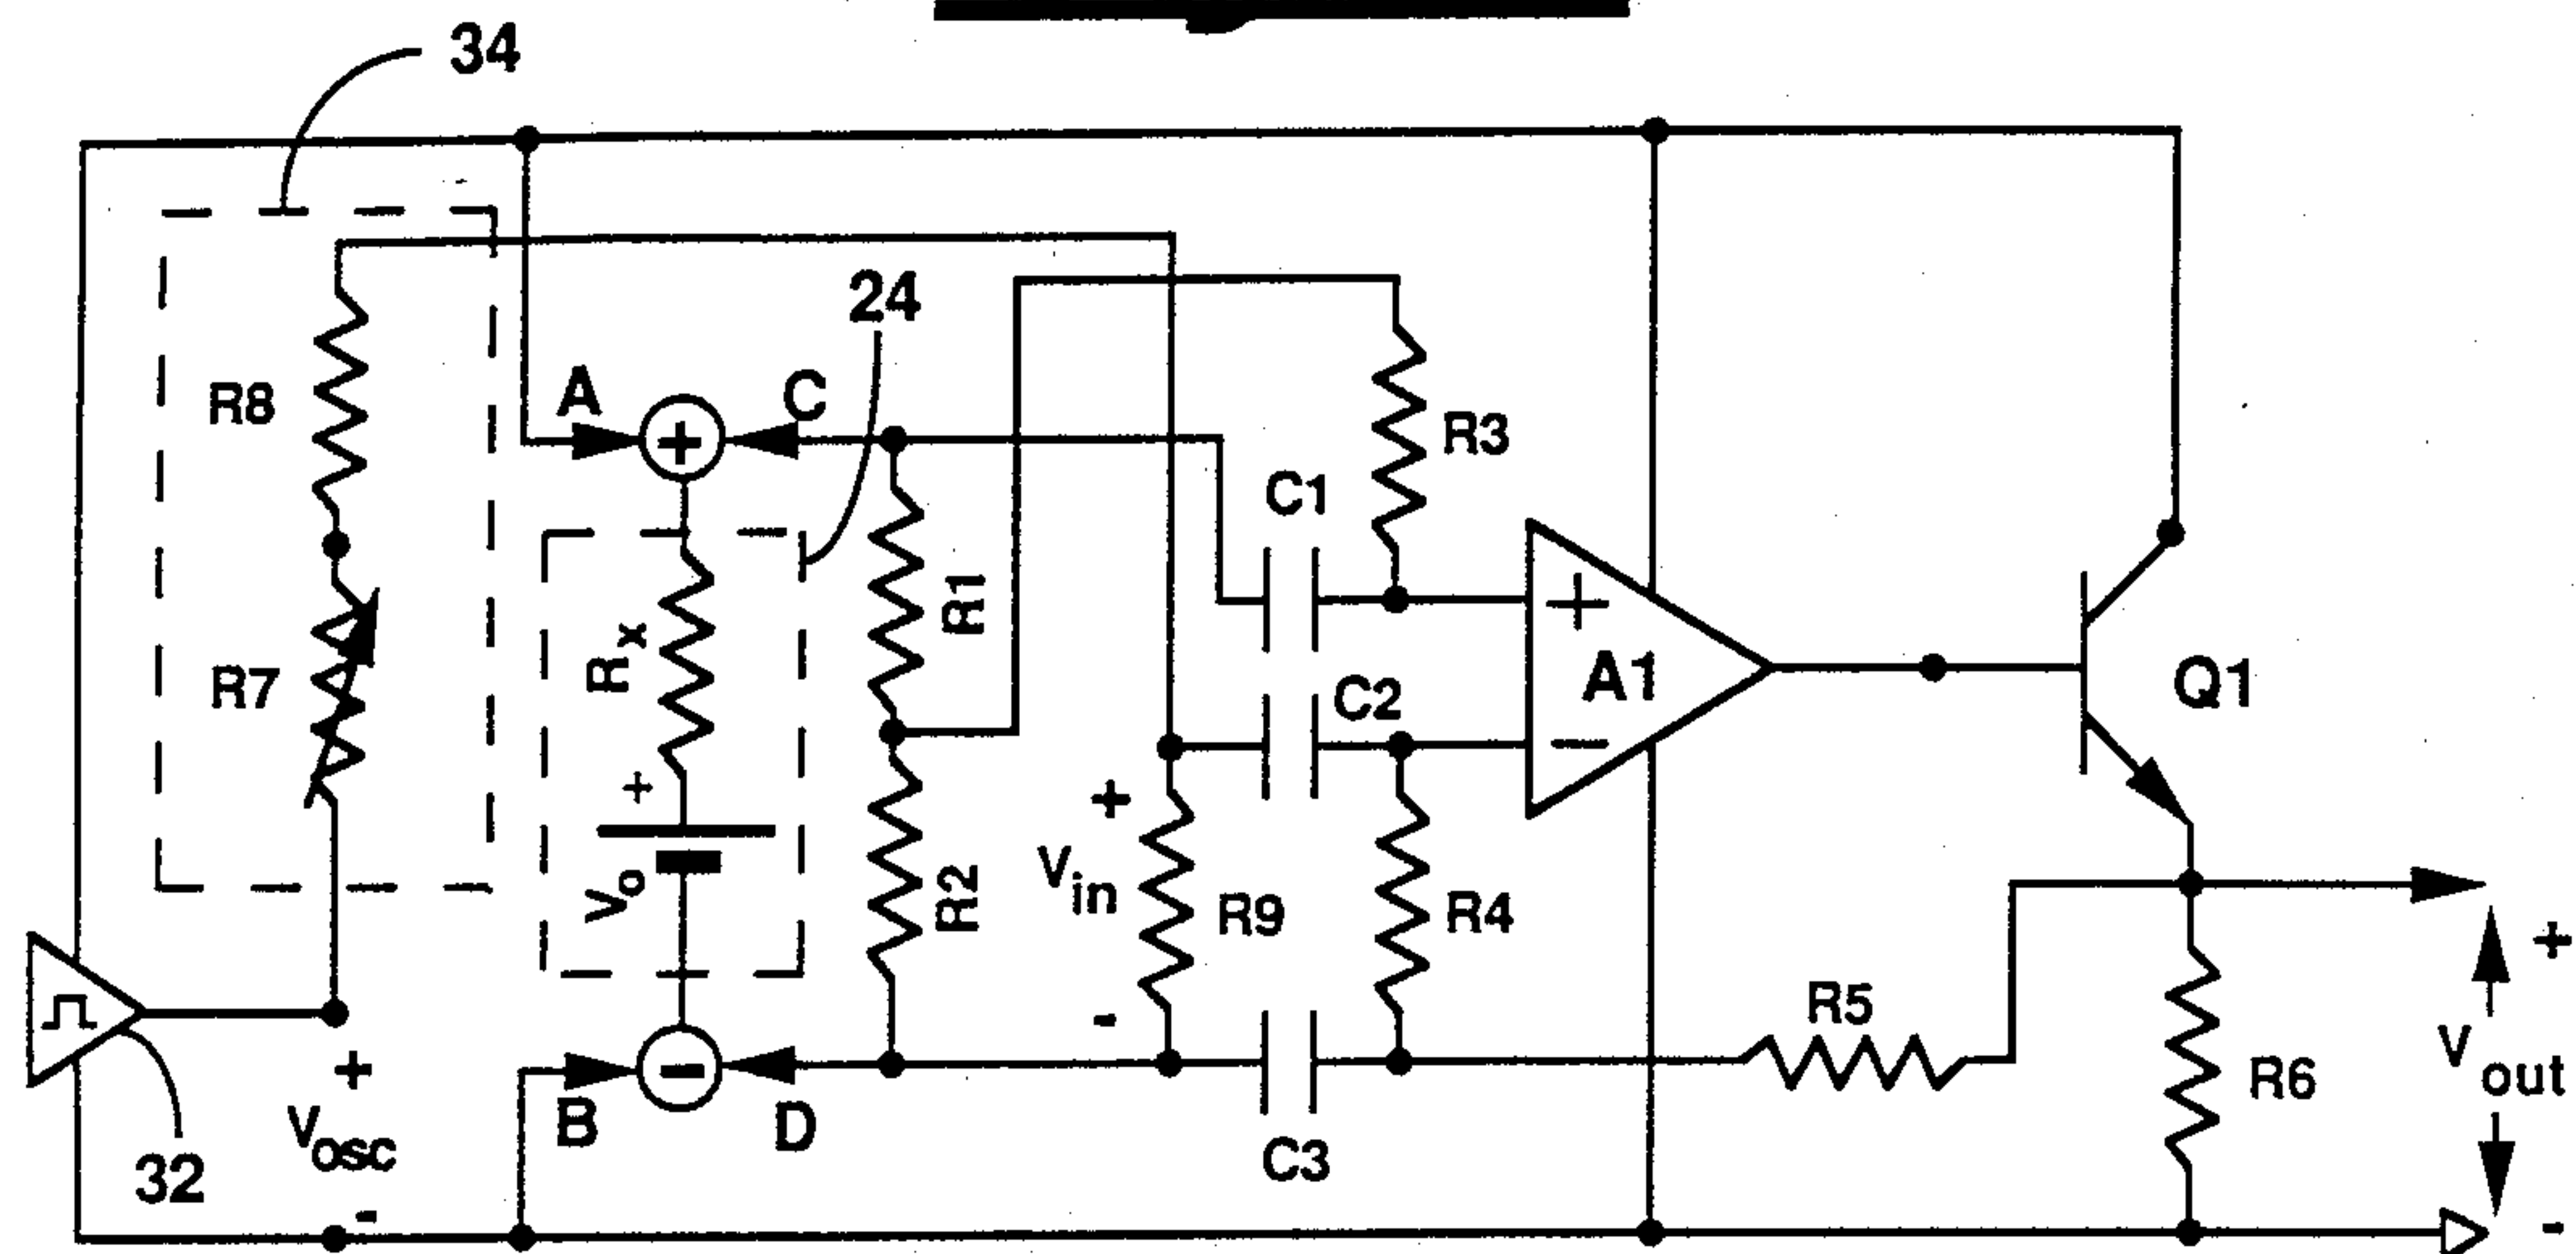 34
24
R8
A
C
R3
C1
R1
Rx
A1
Q1
R7
C2
+
+
+
-
+
Vo
R2
+
Vin
R9
R4
-
R5
+
Vout
-
R6
32
+
Vosc
-
-
B
D
C3